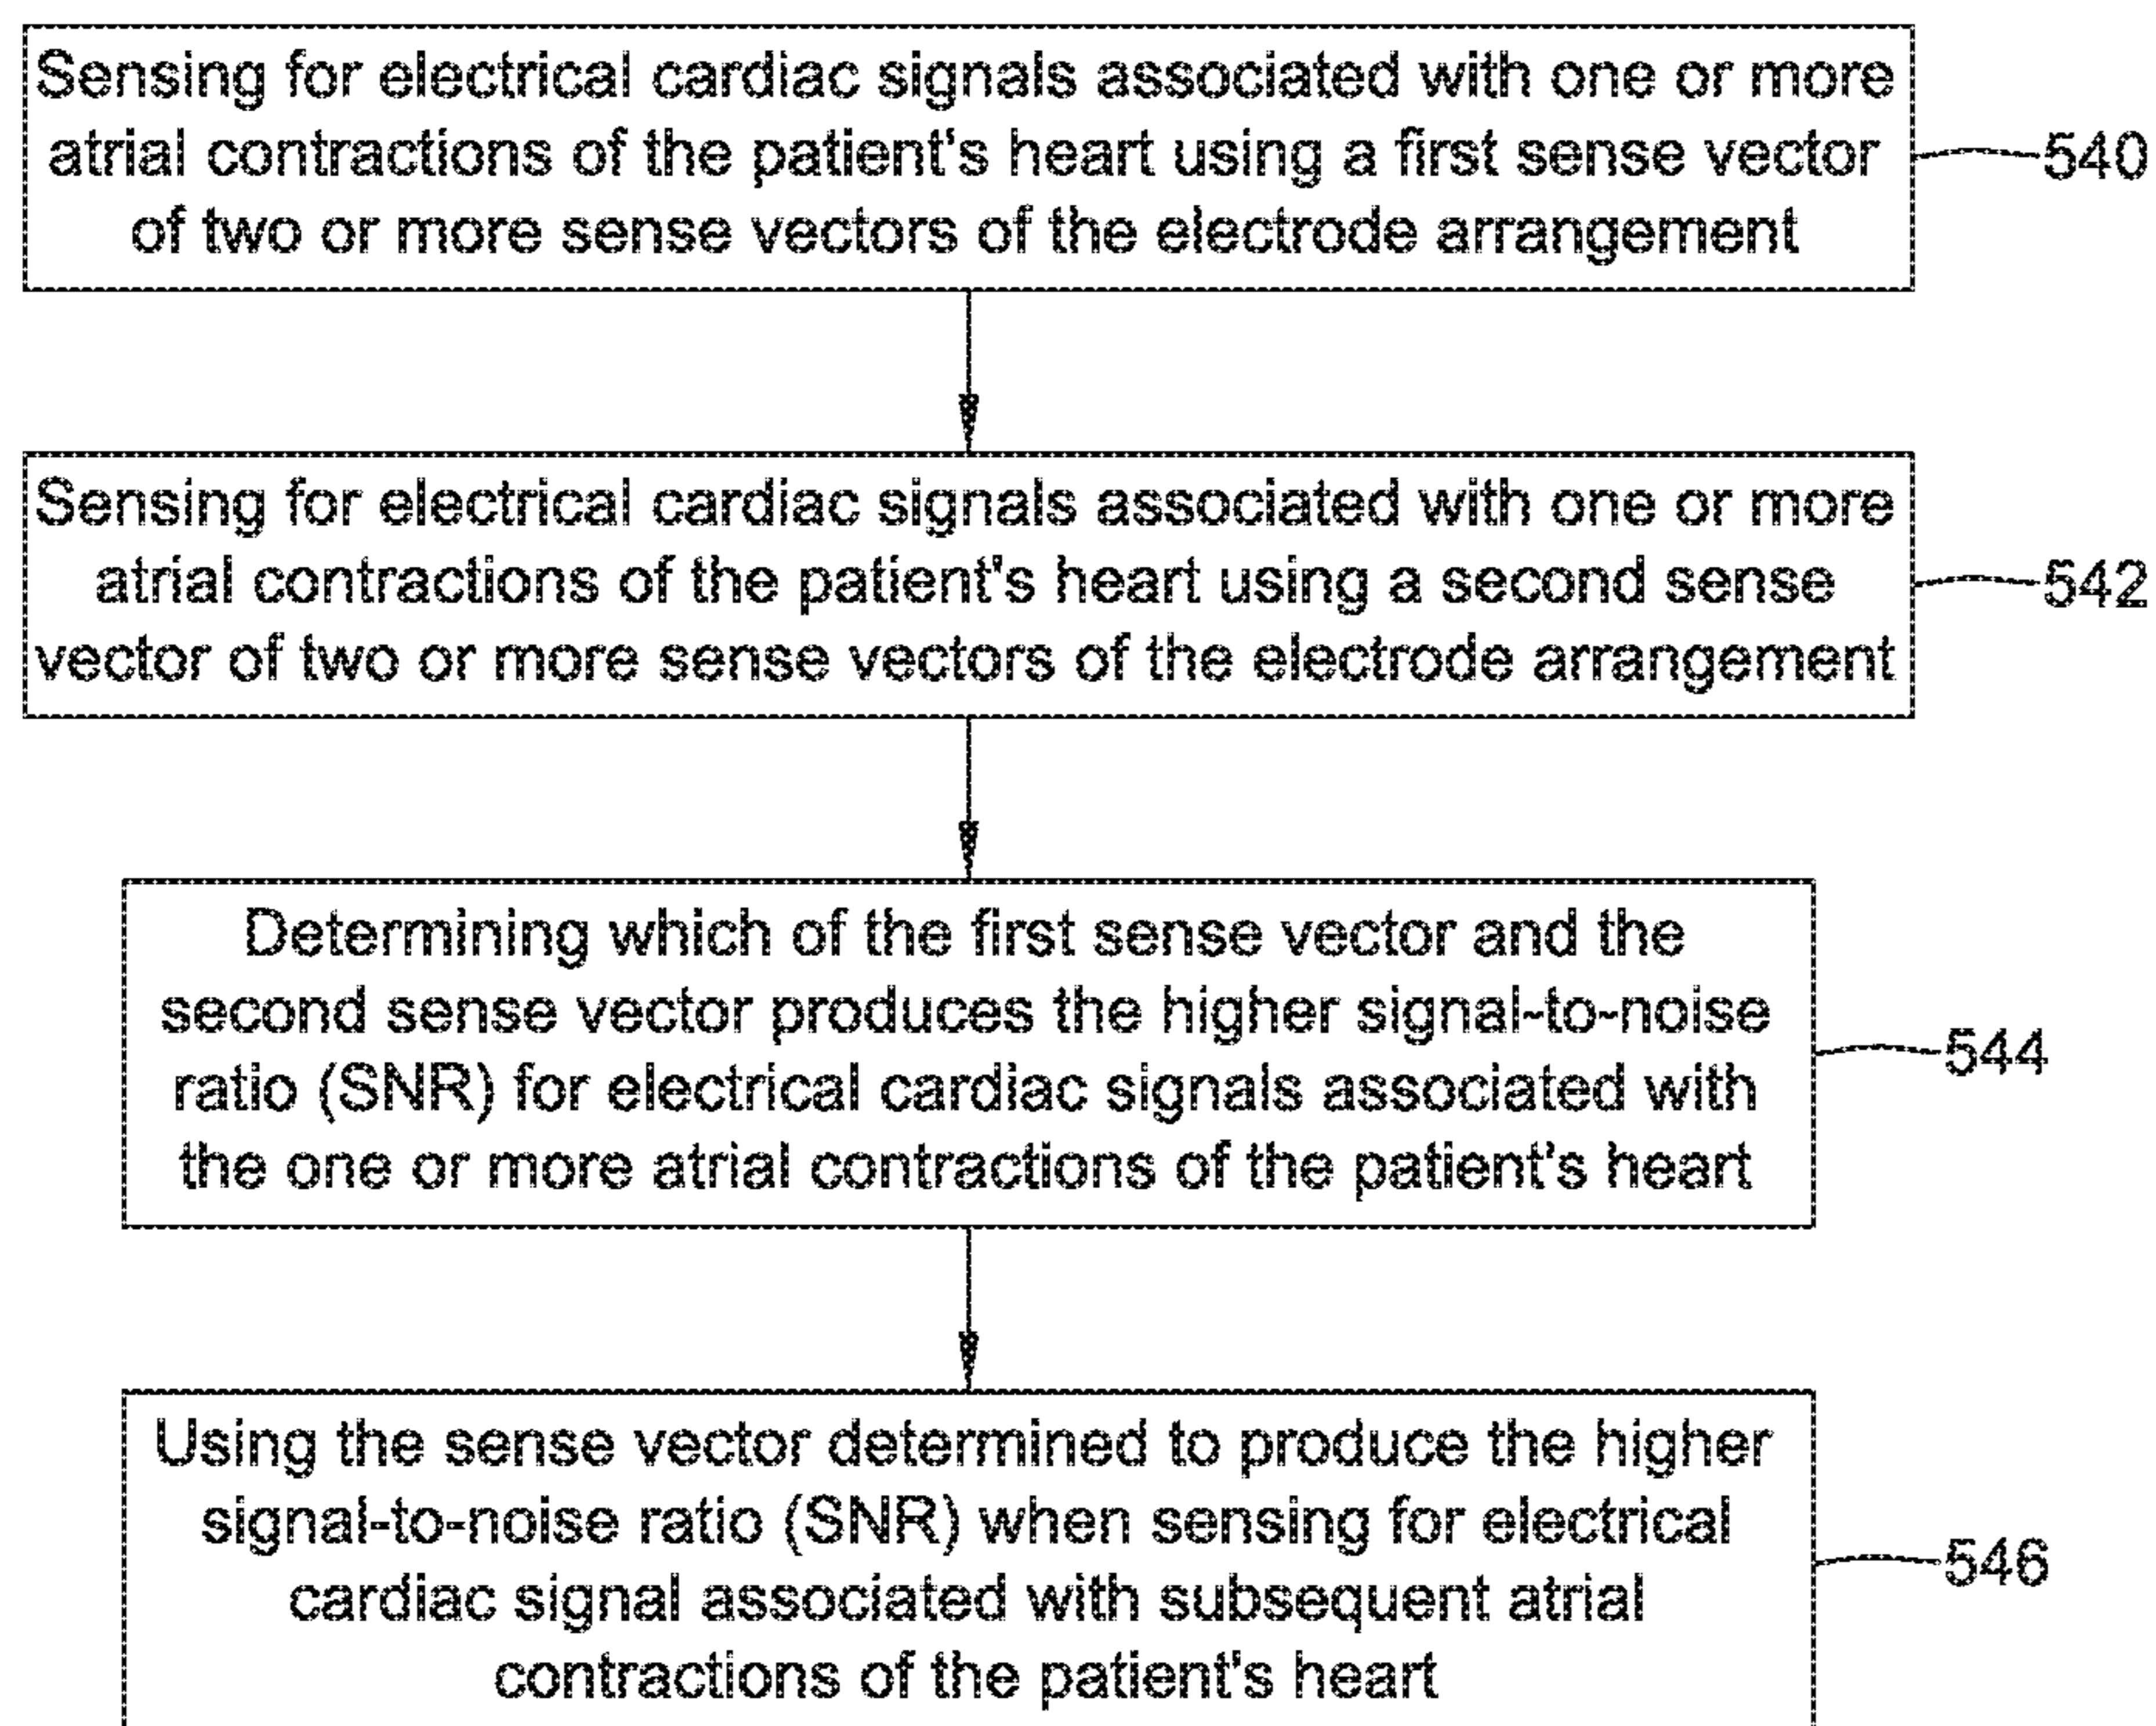 Sensing for electrical cardiac signals associated with one or more
atrial contractions of the patient's heart using a first sense vector
of two or more sense vectors of the electrode arrangement
540
Sensing for electrical cardiac signals associated with one or more
atrial contractions of the patient's heart using a second sense
vector of two or more sense vectors of the electrode arrangement
542
Determining which of the first sense vector and the
second sense vector produces the higher signal-to-noise
ratio (SNR) for electrical cardiac signals associated with
the one or more atrial contractions of the patient's heart
544
Using the sense vector determined to produce the higher
signal-to-noise ratio (SNR) when sensing for electrical
cardiac signal associated with subsequent atrial
contractions of the patient's heart
546